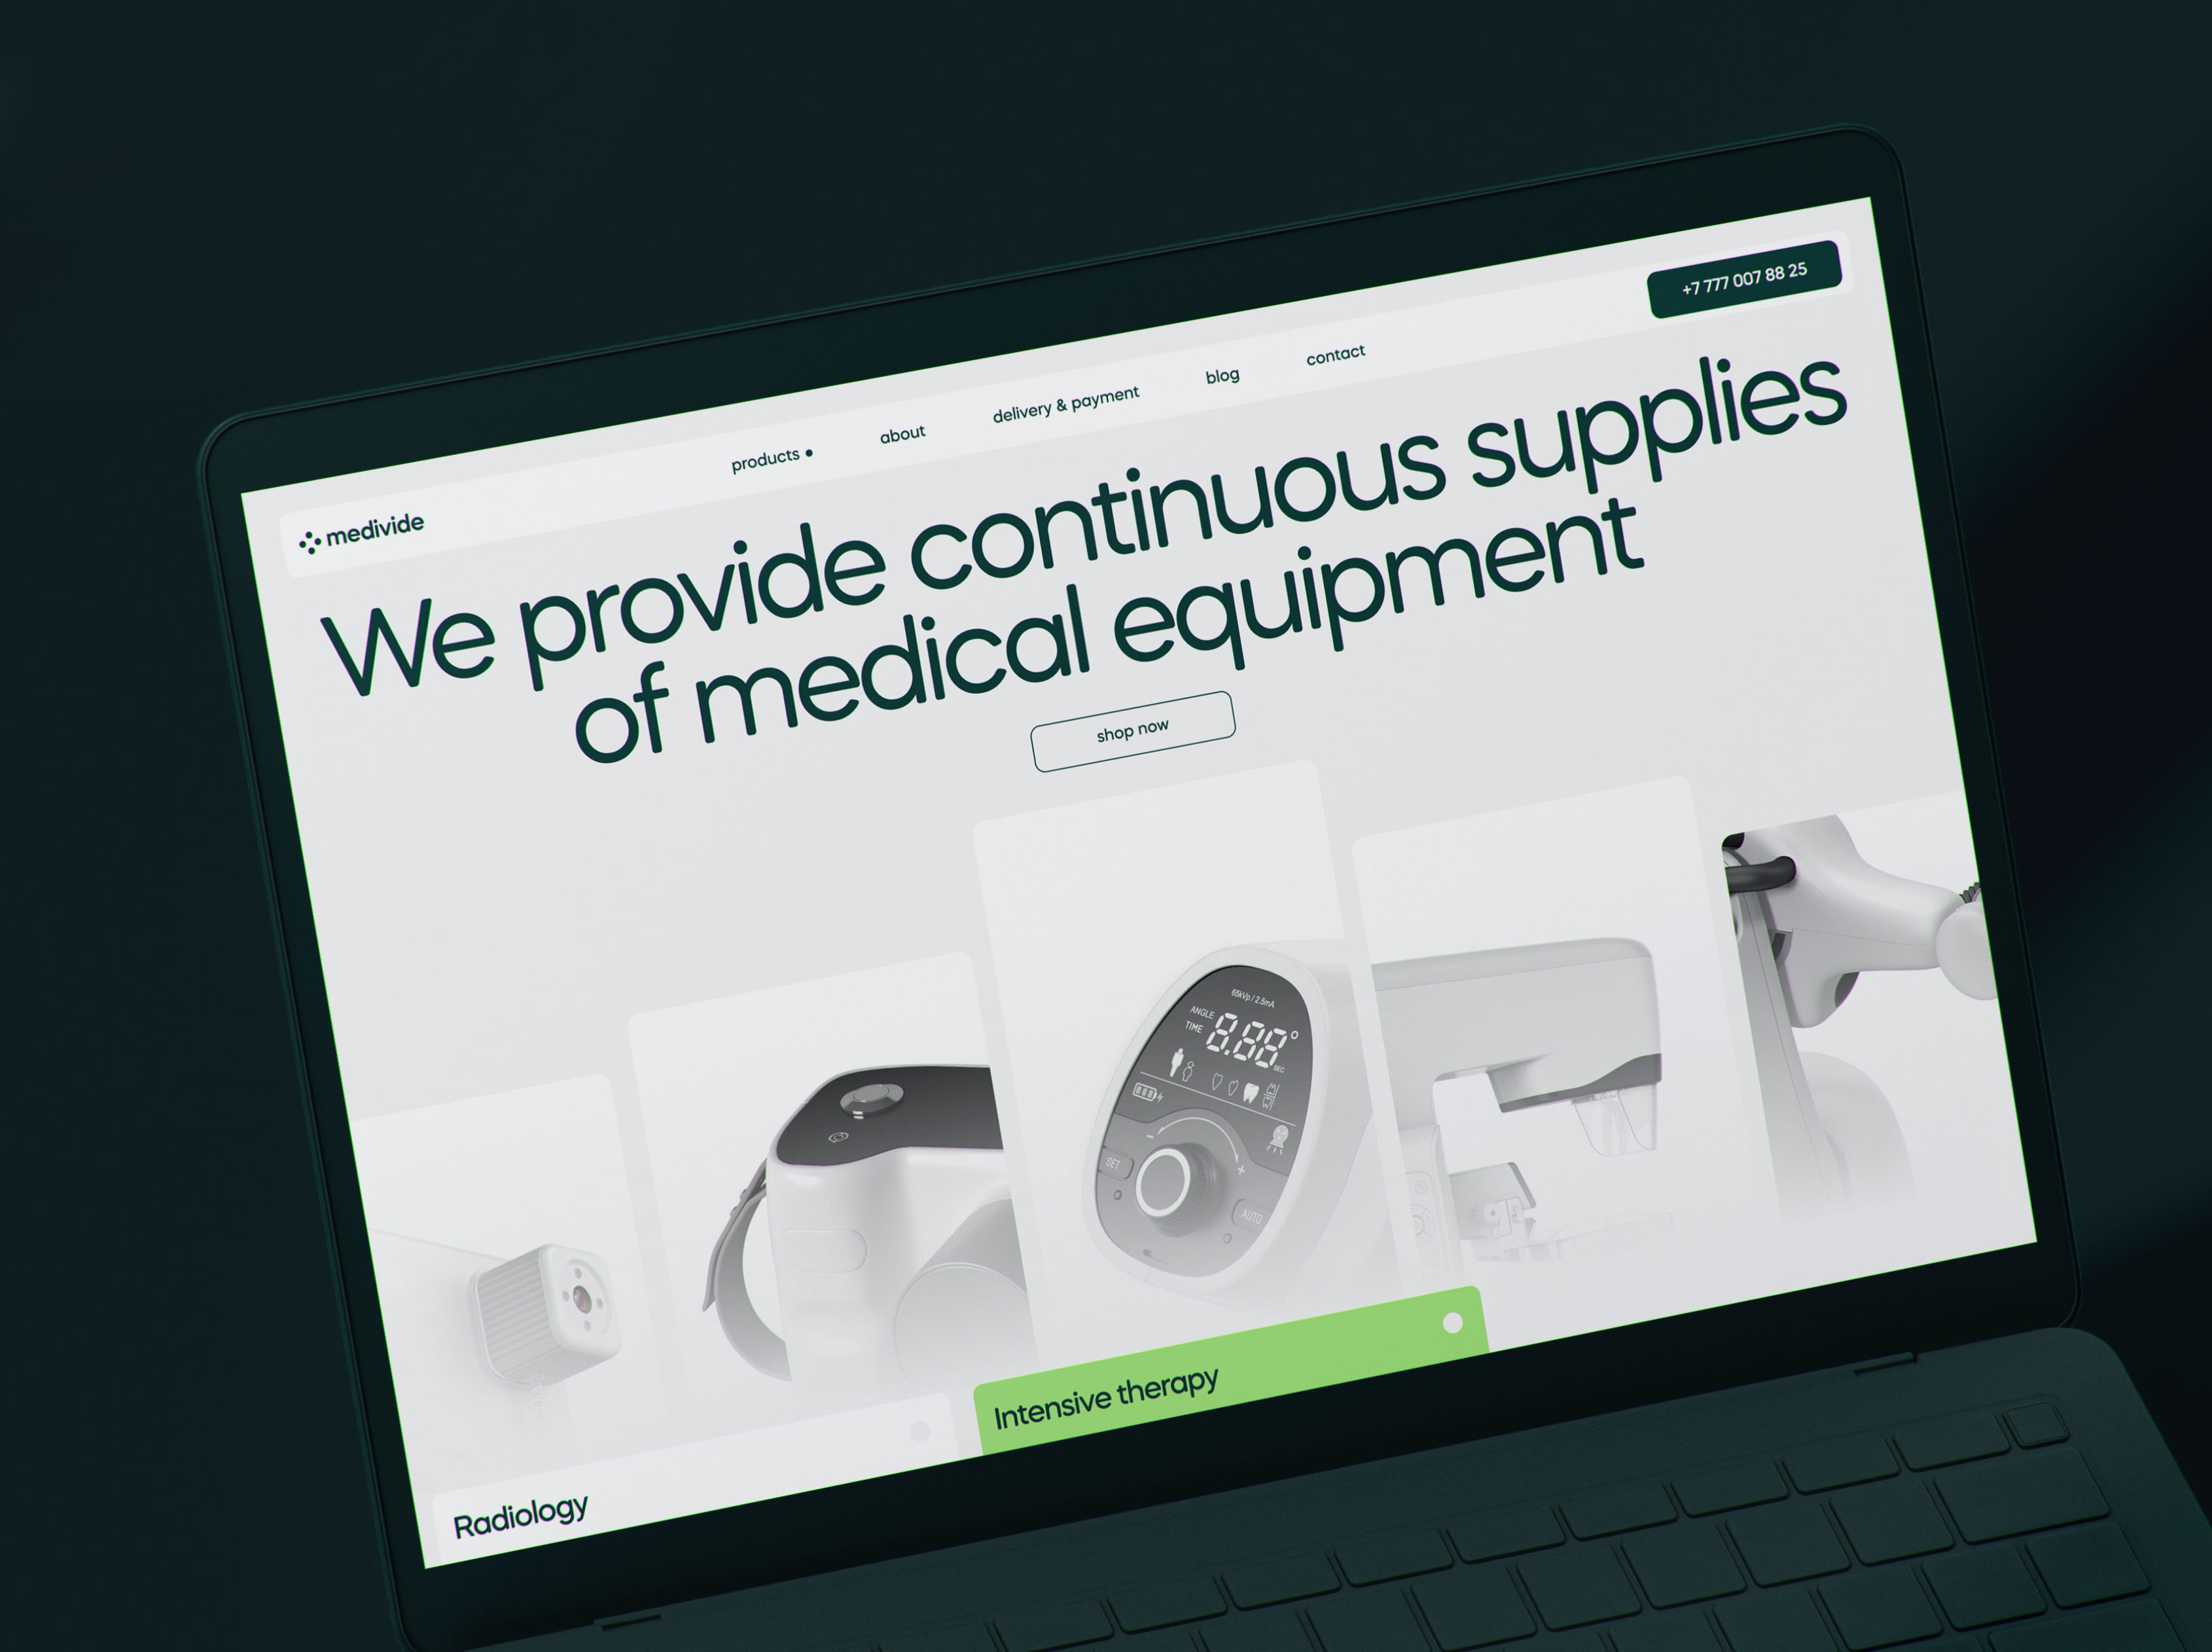 +7 777 007 88 25
products
about
delivery & payment
blog
contact
medivide
We provide continuous supplies
of medical equipment
shop now
65kVp / 2.5mA
ANGLE
TIME
8.88°
SEC
SET
AUTO
Intensive therapy
Radiology